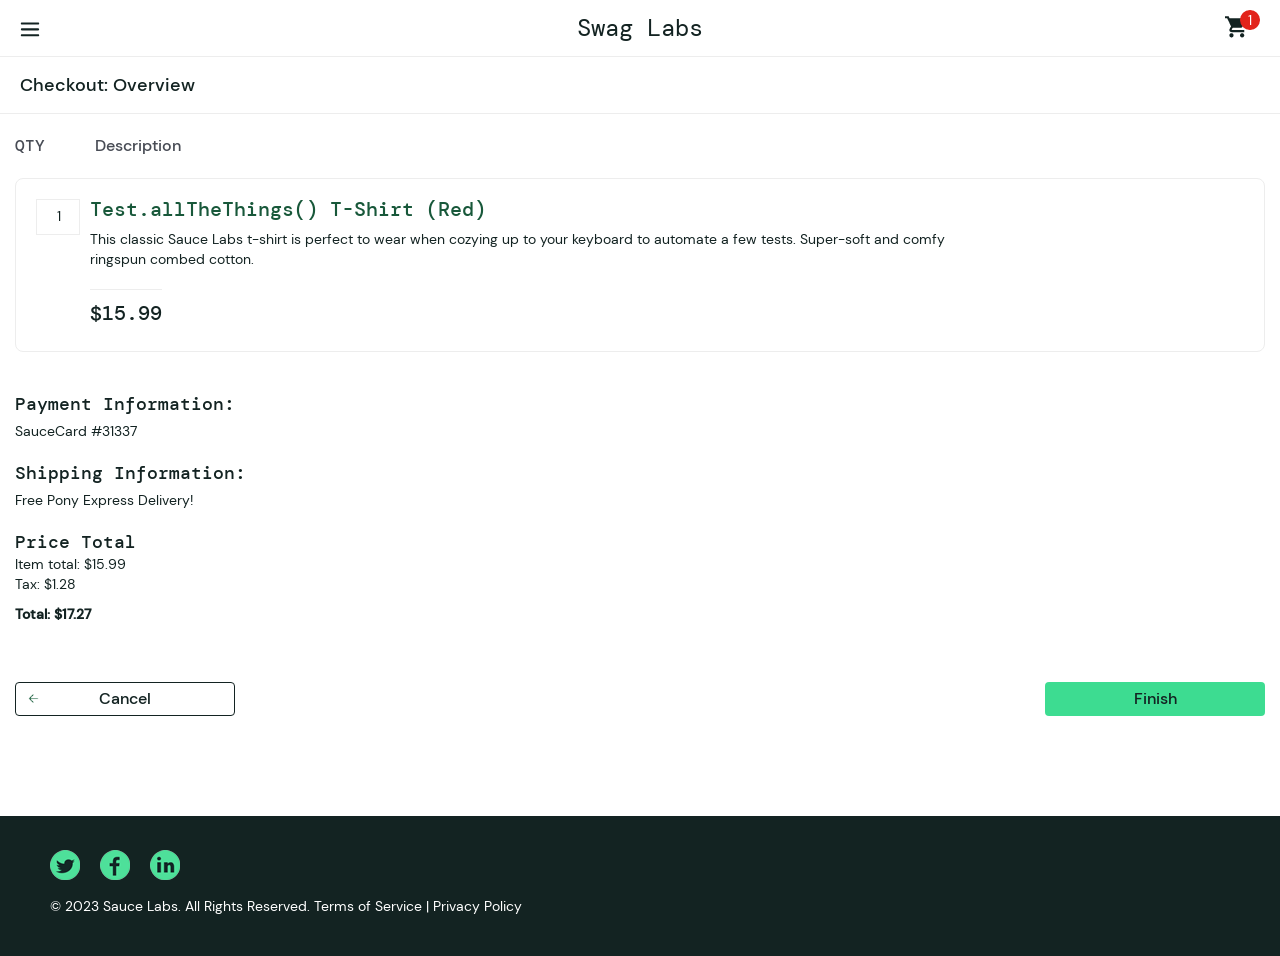 Swag Labs
1
Checkout: Overview
QTY Description
1
Test.allTheThings() T-Shirt (Red)
This classic Sauce Labs t-shirt is perfect to wear when cozying up to your keyboard to automate a few tests. Super-soft and comfy
ringspun combed cotton.
$15.99
Payment Information:
SauceCard #31337
Shipping Information:
Free Pony Express Delivery!
Price Total
Item total: $15.99
Tax: $1.28
Total: $17.27
Cancel
Finish
© 2023 Sauce Labs. All Rights Reserved. Terms of Service | Privacy Policy